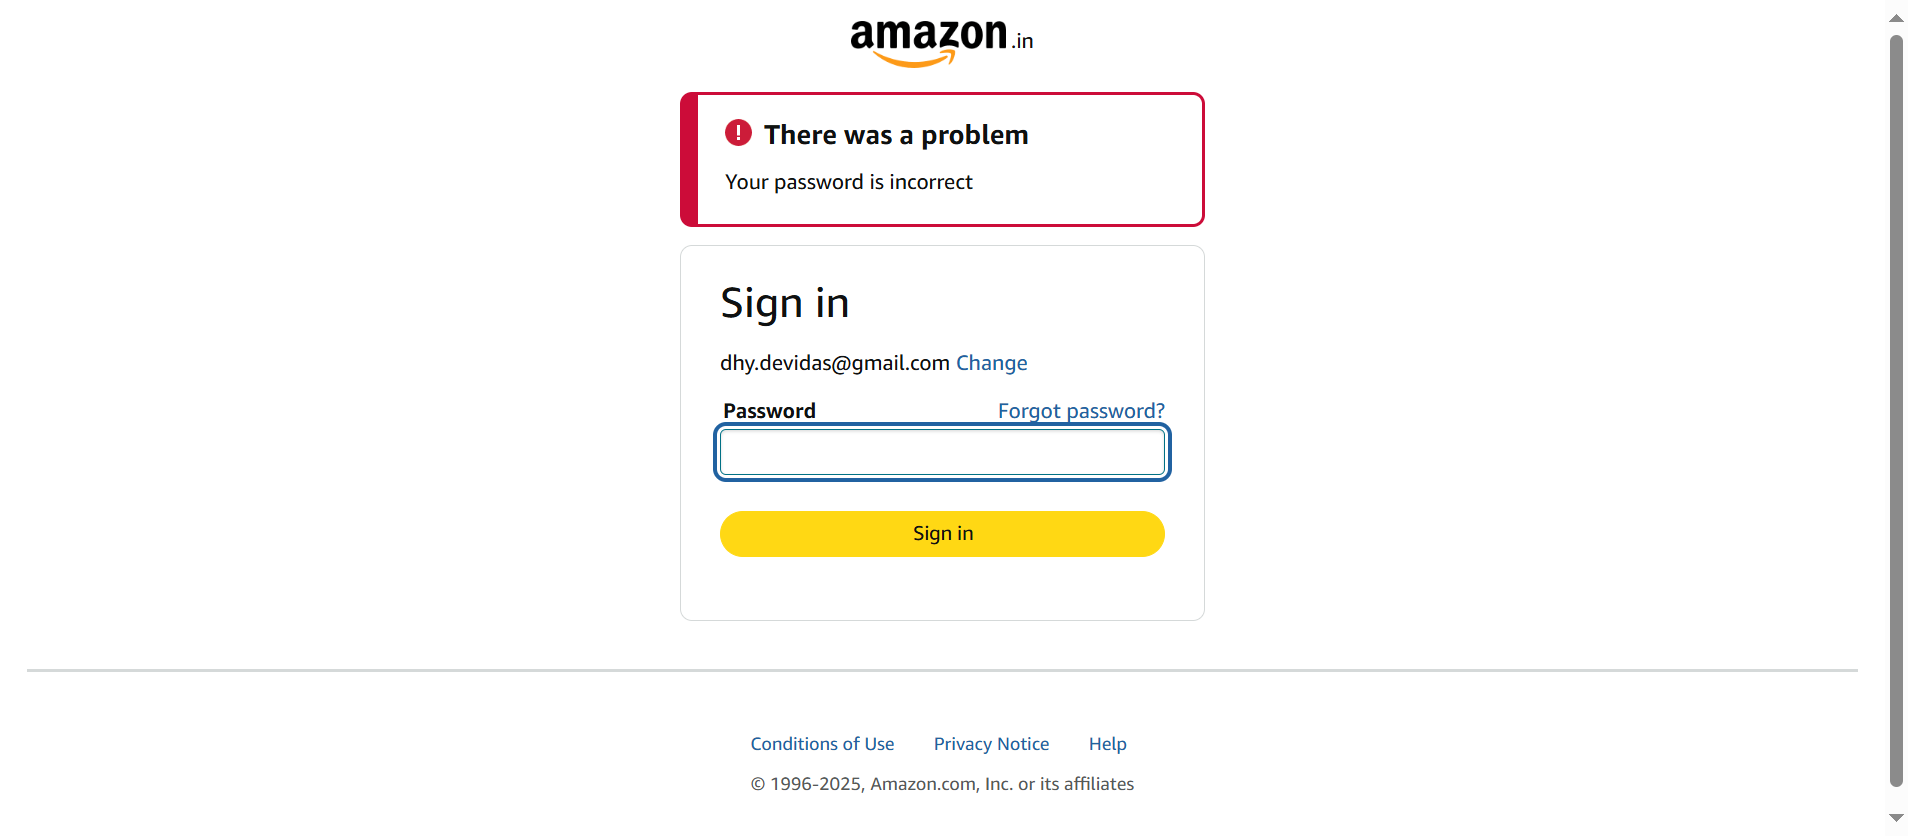 amazon.in
There was a problem
Your password is incorrect
Sign in
dhy.devidas@gmail.com Change
Password Forgot password?
Sign in
Conditions of Use Privacy Notice Help
© 1996-2025, Amazon.com, Inc. or its affiliates